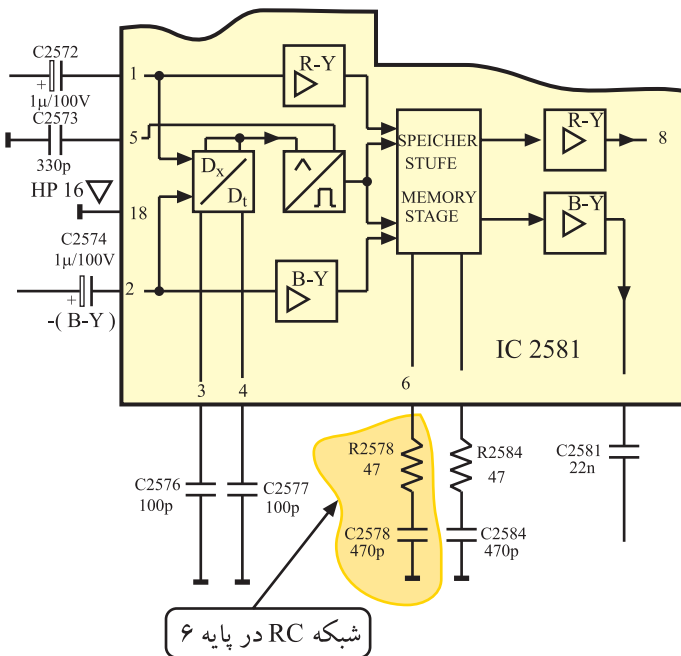 C2572
1µ/100V
+
1
R-Y
C2573
330p
5
HP 16
18
D_x
D_t
SPEICHER
STUFE
MEMORY
STAGE
R-Y
8
B-Y
C2574
1µ/100V
+
2
-( B-Y )
B-Y
IC 2581
3
4
6
C2576
100p
C2577
100p
R2578
47
C2578
470p
R2584
47
C2584
470p
C2581
22n
شبکه RC در پایه ۶